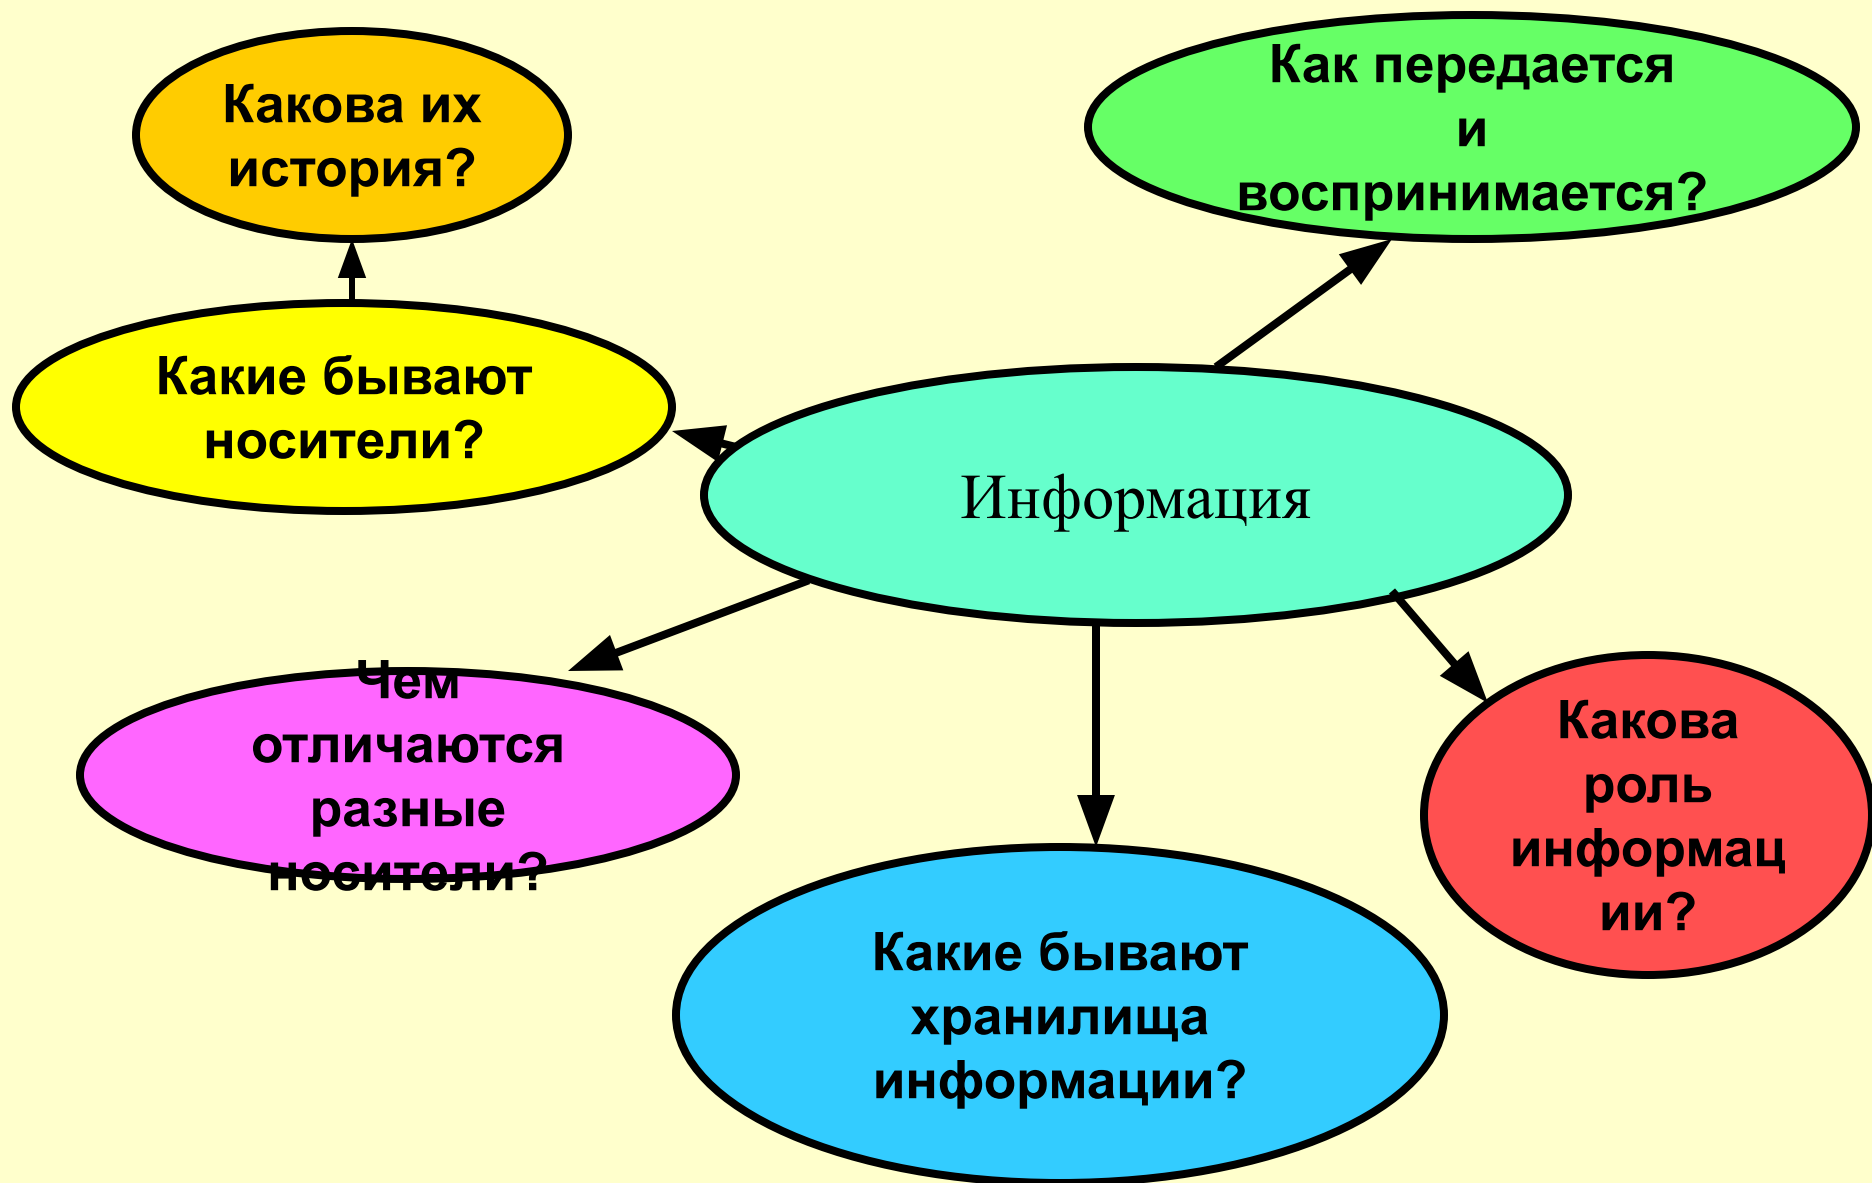 Какова их
история?
Как передается
и
воспринимается?
Какие бывают
носители?
Информация
Чем
отличаются
разные
носители?
Какова
роль
информац
ии?
Какие бывают
хранилища
информации?